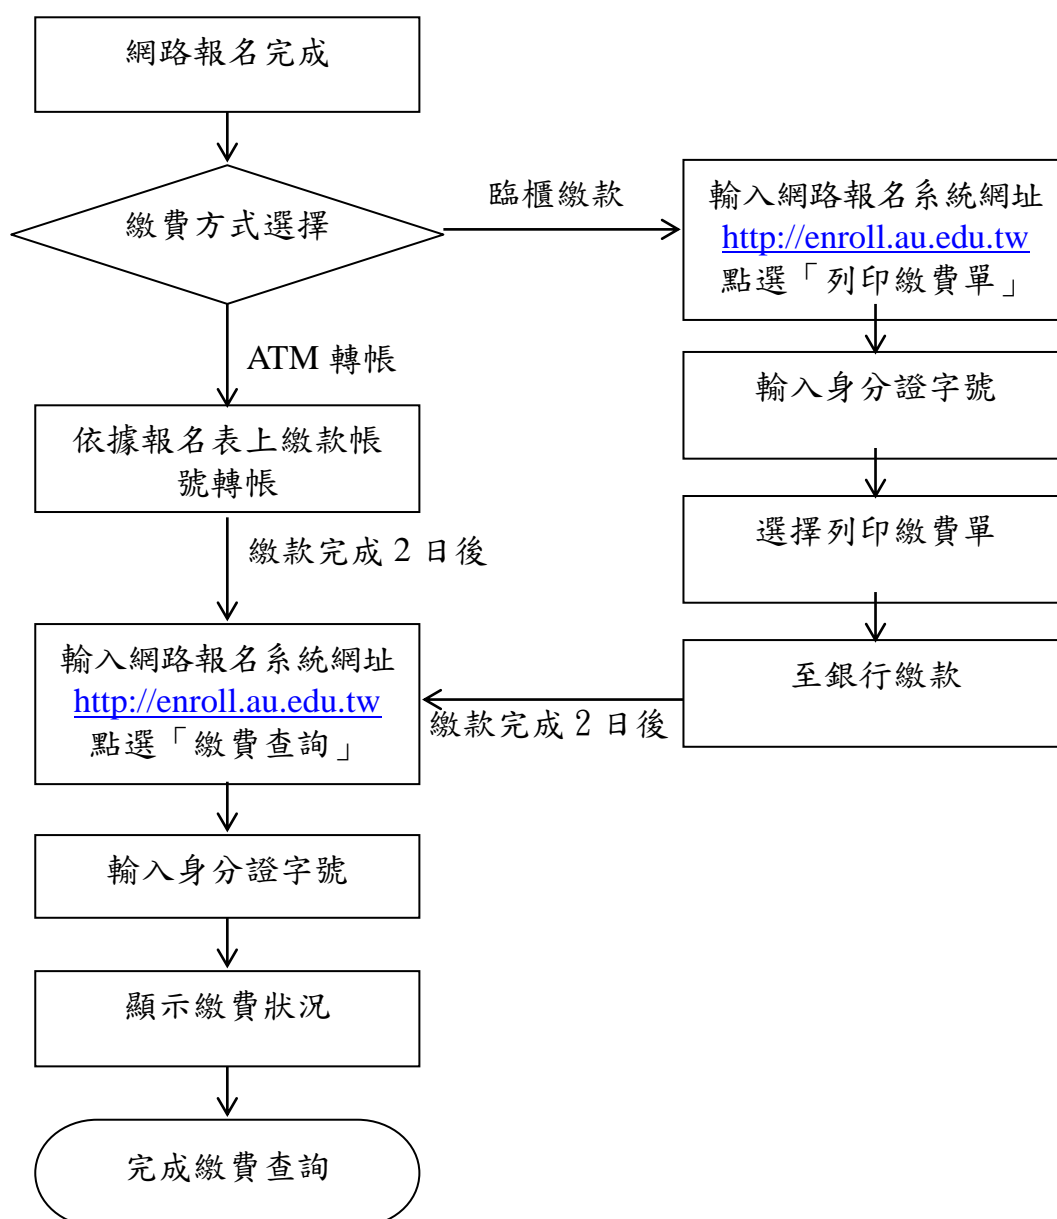 網路報名完成
繳費方式選擇
臨櫃繳款
輸入網路報名系統網址
http://enroll.au.edu.tw
點選「列印繳費單」
ATM 轉帳
輸入身分證字號
依據報名表上繳款帳
號轉帳
選擇列印繳費單
繳款完成 2 日後
輸入網路報名系統網址
http://enroll.au.edu.tw
點選「繳費查詢」
至銀行繳款
繳款完成 2 日後
輸入身分證字號
顯示繳費狀況
完成繳費查詢